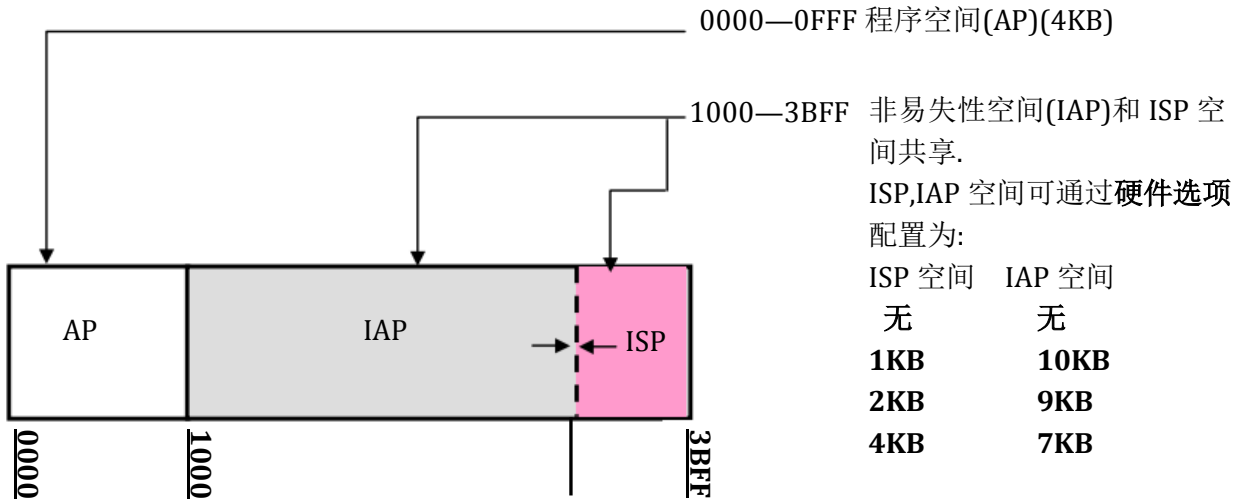 0000—0FFF 程序空间(AP)(4KB)
1000—3BFF 非易失性空间(IAP)和 ISP 空
间共享.
ISP,IAP 空间可通过硬件选项
配置为:
ISP 空间 IAP 空间
无 无
1KB 10KB
2KB 9KB
4KB 7KB
AP IAP ISP
0000 1000 3BFF